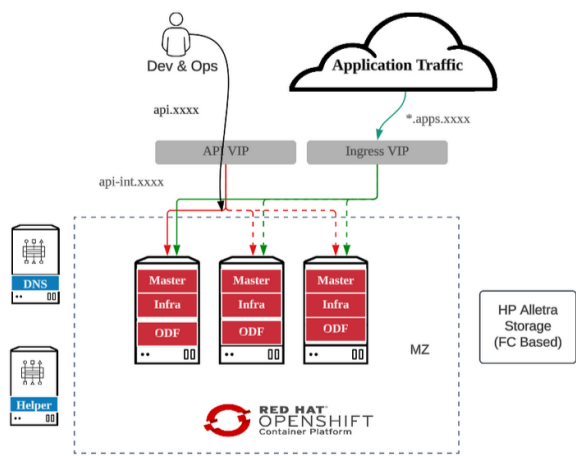 Dev & Ops
Application Traffic
api.xxxx
*.apps.xxxx
API VIP
Ingress VIP
api-int.xxxx
DNS
Master
Infra
ODF
Master
Infra
ODF
Master
Infra
ODF
HP Alletra
Storage
(FC Based)
MZ
Helper
RED HAT
OPENSHIFT
Container Platform